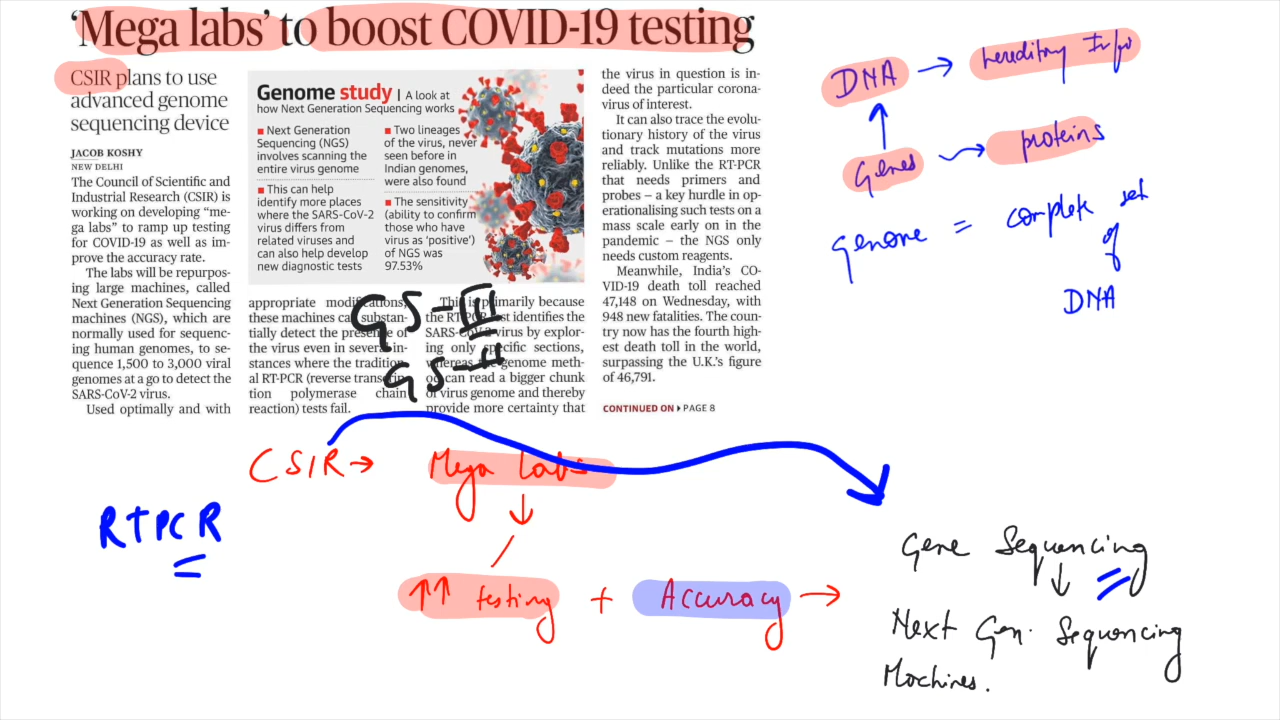 ‘Mega labs’ to boost COVID-19 testing
CSIR plans to use
advanced genome
sequencing device
JACOB KOSHY
NEW DELHI
The Council of Scientific and
Industrial Research (CSIR) is
working on developing “me-
ga labs” to ramp up testing
for COVID-19 as well as im-
prove the accuracy rate.
The labs will be repurpos-
ing large machines, called
Next Generation Sequencing
machines (NGS), which are
normally used for sequenc-
ing human genomes, to se-
quence 1,500 to 3,000 viral
genomes at a go to detect the
SARS-CoV-2 virus.
Used optimally and with
Genome study | A look at
how Next Generation Sequencing works
■ Next Generation
Sequencing (NGS)
involves scanning the
entire virus genome
■ This can help
identify more places
where the SARS-CoV-2
virus differs from
related viruses and
can also help develop
new diagnostic tests
■ Two lineages
of the virus, never
seen before in
Indian genomes,
were also found
■ The sensitivity
(ability to confirm
those who have
virus as ‘positive’)
of NGS was
97.53%
appropriate modifications,
these machines can substan-
tially detect the presence of
the virus even in several in-
stances where the tradition-
al RT-PCR (reverse transcrip-
tion polymerase chain
reaction) tests fail.
This is primarily because
the RT-PCR test identifies the
SARS-CoV-2 virus by explor-
ing only specific sections,
whereas the genome meth-
od can read a bigger chunk
of virus genome and thereby
provide more certainty that
the virus in question is in-
deed the particular corona-
virus of interest.
It can also trace the evolu-
tionary history of the virus
and track mutations more
reliably. Unlike the RT-PCR
that needs primers and
probes – a key hurdle in op-
erationalising such tests on a
mass scale early on in the
pandemic – the NGS only
needs custom reagents.
Meanwhile, India’s CO-
VID-19 death toll reached
47,148 on Wednesday, with
948 new fatalities. The coun-
try now has the fourth high-
est death toll in the world,
surpassing the U.K.’s figure
of 46,791.
CONTINUED ON ▸ PAGE 8
GS-III
GS-II
DNA → hereditary Info
Genes → proteins
Genome = complete set
of
DNA
CSIR → Mega Labs
RTPCR
↑↑ testing + Accuracy →
Gene Sequencing
Next Gen. Sequencing
Machines.